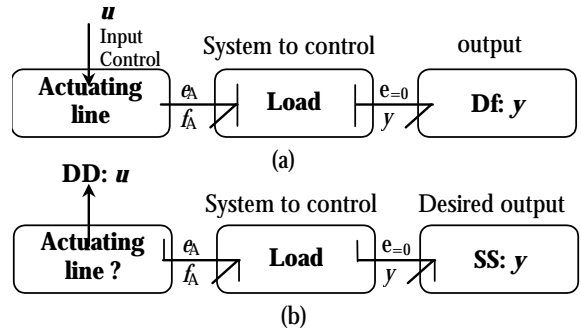 u
Input
Control
System to control
output
Actuating
line
eA
fA
Load
e=0
y
Df: y
(a)
DD: u
System to control
Desired output
Actuating
line ?
eA
fA
Load
e=0
y
SS: y
(b)